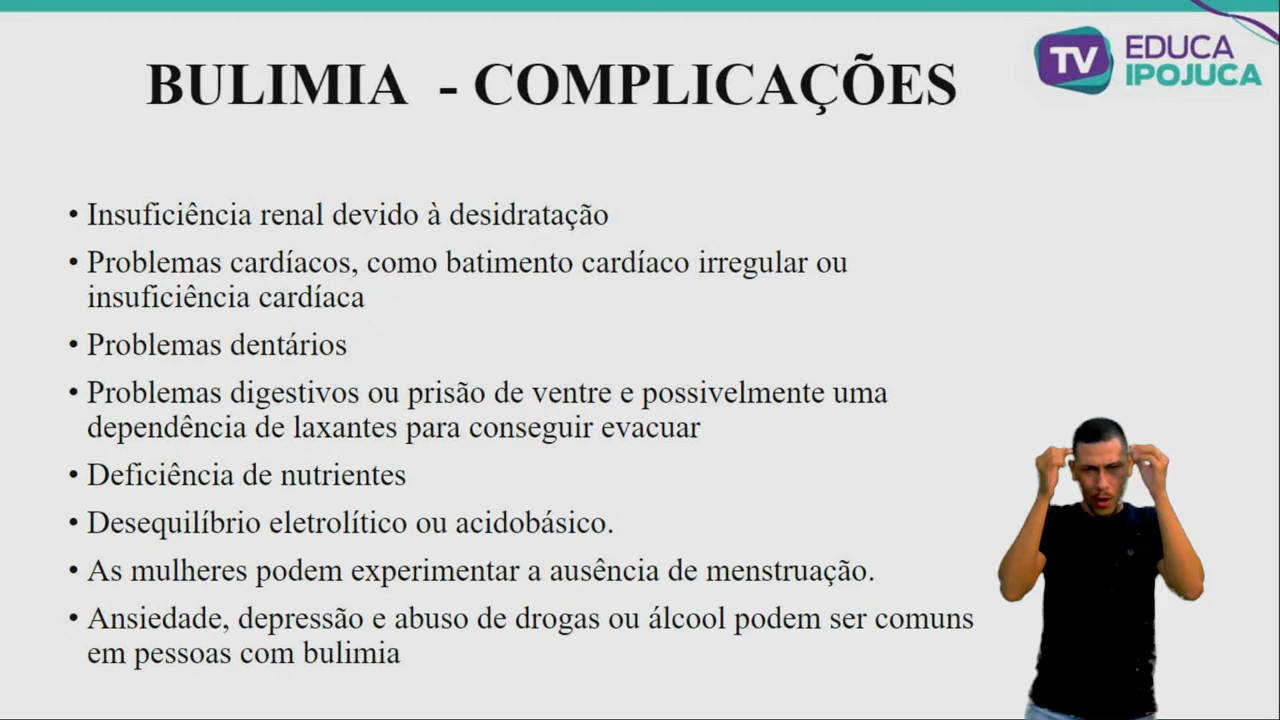 BULIMIA - COMPLICAÇÕES
TV EDUCA
IPOJUCA
• Insuficiência renal devido à desidratação
• Problemas cardíacos, como batimento cardíaco irregular ou
insuficiência cardíaca
• Problemas dentários
• Problemas digestivos ou prisão de ventre e possivelmente uma
dependência de laxantes para conseguir evacuar
• Deficiência de nutrientes
• Desequilíbrio eletrolítico ou acidobásico.
• As mulheres podem experimentar a ausência de menstruação.
• Ansiedade, depressão e abuso de drogas ou álcool podem ser comuns
em pessoas com bulimia